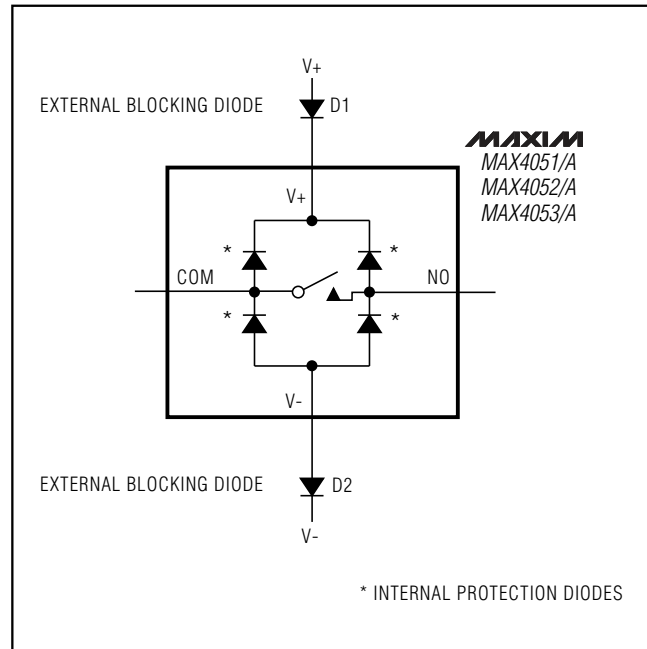 V+
EXTERNAL BLOCKING DIODE
D1
MAXIM
MAX4051/A
MAX4052/A
MAX4053/A
V+
*
*
COM
NO
*
*
V-
EXTERNAL BLOCKING DIODE
D2
V-
* INTERNAL PROTECTION DIODES